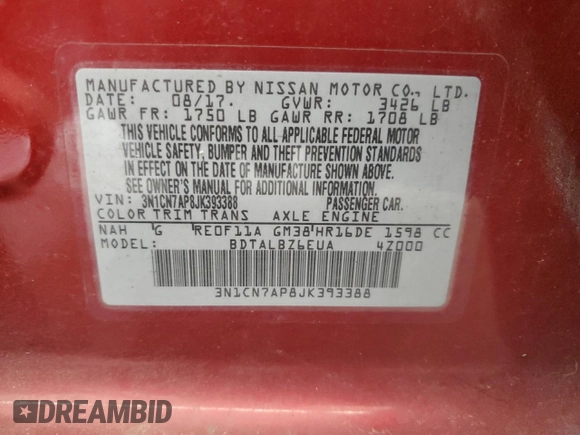 MANUFACTURED BY NISSAN MOTOR CO., LTD.
DATE: 08/17. GVWR: 3426 LB
GAWR FR: 1750 LB GAWR RR: 1708 LB
THIS VEHICLE CONFORMS TO ALL APPLICABLE FEDERAL MOTOR
VEHICLE SAFETY, BUMPER AND THEFT PREVENTION STANDARDS
IN EFFECT ON THE DATE OF MANUFACTURE SHOWN ABOVE.
SEE OWNER'S MANUAL FOR ADDITIONAL INFORMATION.
VIN: 3N1CN7AP8JK393388 PASSENGER CAR.
COLOR TRIM TRANS AXLE ENGINE
NAH G RE0F11A GM38 HR16DE 1598 CC
MODEL: BDTALBZ6EUA 4Z000
3N1CN7AP8JK393388
DREAMBID